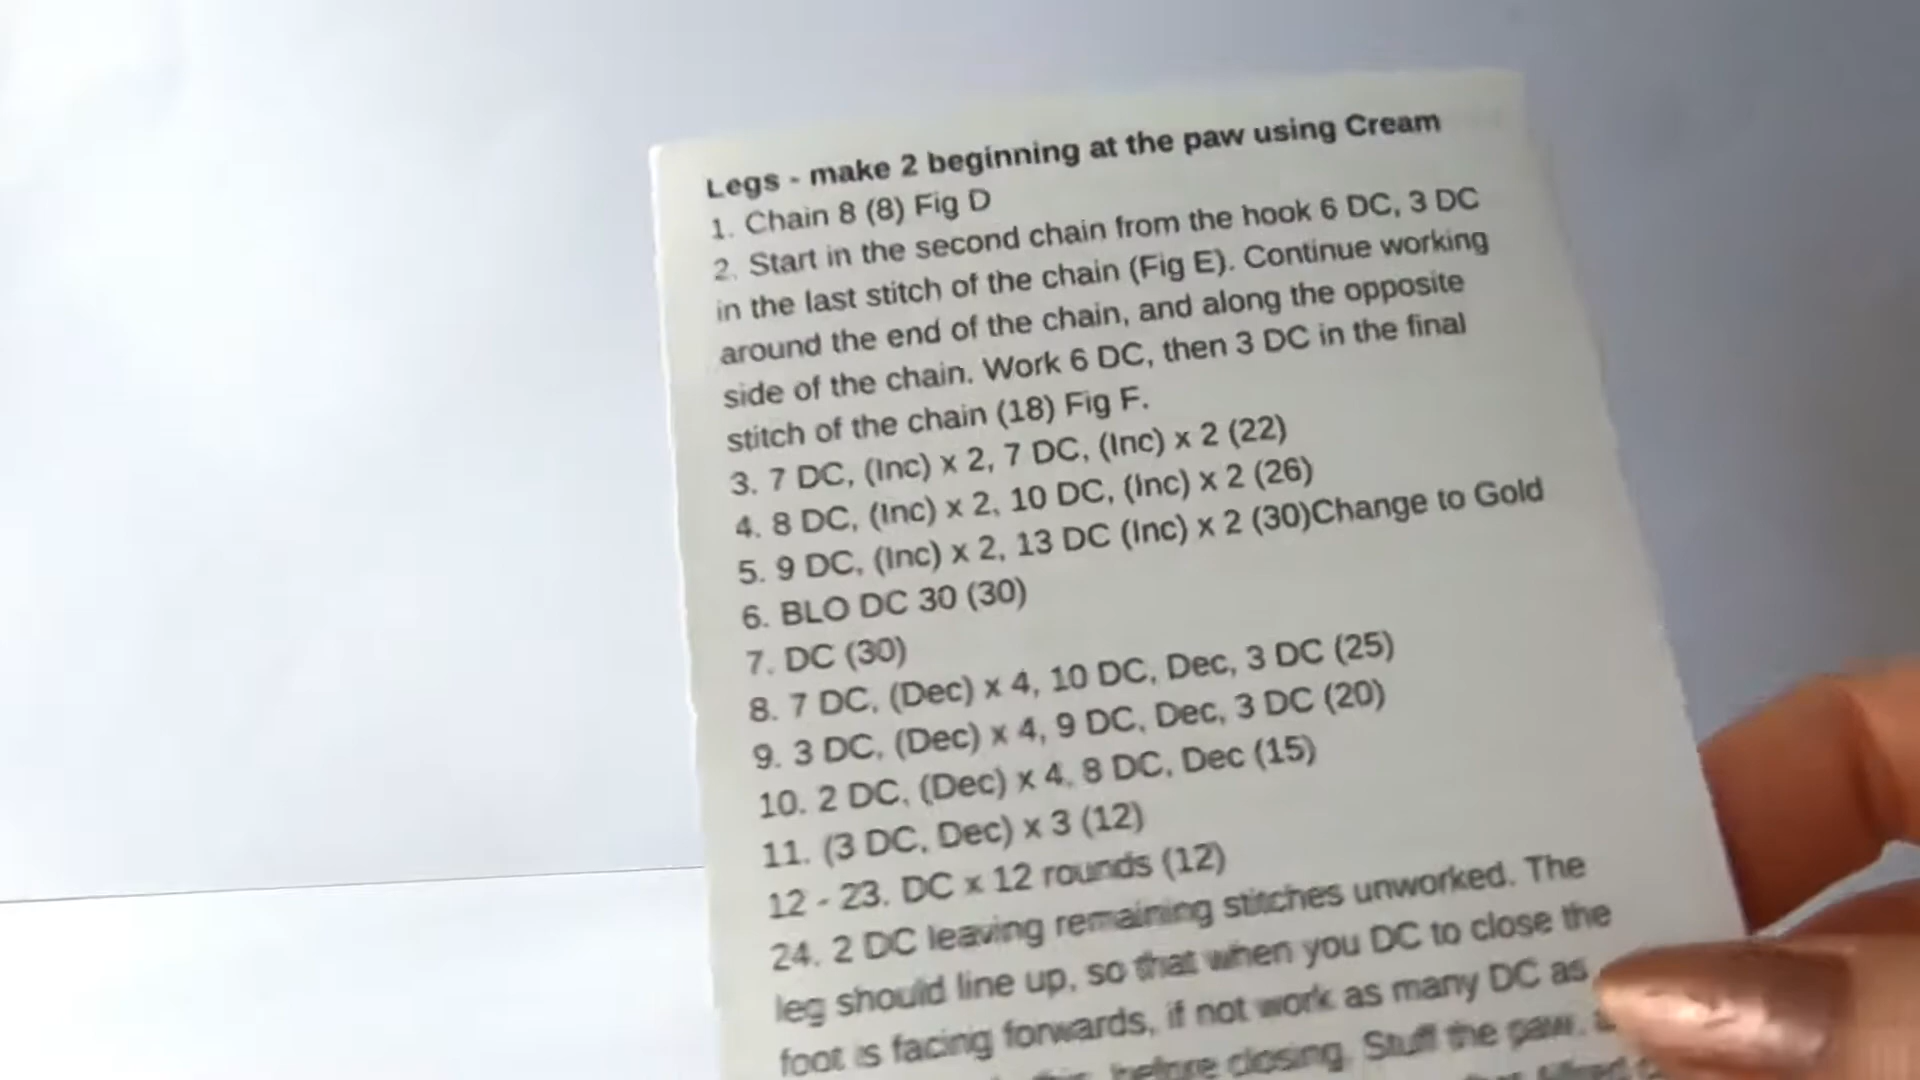 Legs - make 2 beginning at the paw using Cream
1. Chain 8 (8) Fig D
2. Start in the second chain from the hook 6 DC, 3 DC
in the last stitch of the chain (Fig E). Continue working
around the end of the chain, and along the opposite
side of the chain. Work 6 DC, then 3 DC in the final
stitch of the chain (18) Fig F.
3. 7 DC, (Inc) x 2, 7 DC, (Inc) x 2 (22)
4. 8 DC, (Inc) x 2, 10 DC, (Inc) x 2 (26)
5. 9 DC, (Inc) x 2, 13 DC (Inc) x 2 (30)Change to Gold
6. BLO DC 30 (30)
7. DC (30)
8. 7 DC, (Dec) x 4, 10 DC, Dec, 3 DC (25)
9. 3 DC, (Dec) x 4, 9 DC, Dec, 3 DC (20)
10. 2 DC, (Dec) x 4, 8 DC, Dec (15)
11. (3 DC, Dec) x 3 (12)
12 - 23. DC x 12 rounds (12)
24. 2 DC leaving remaining stitches unworked. The
leg should line up, so that when you DC to close the
foot is facing forwards, if not work as many DC as
before closing. Stuff the paw,